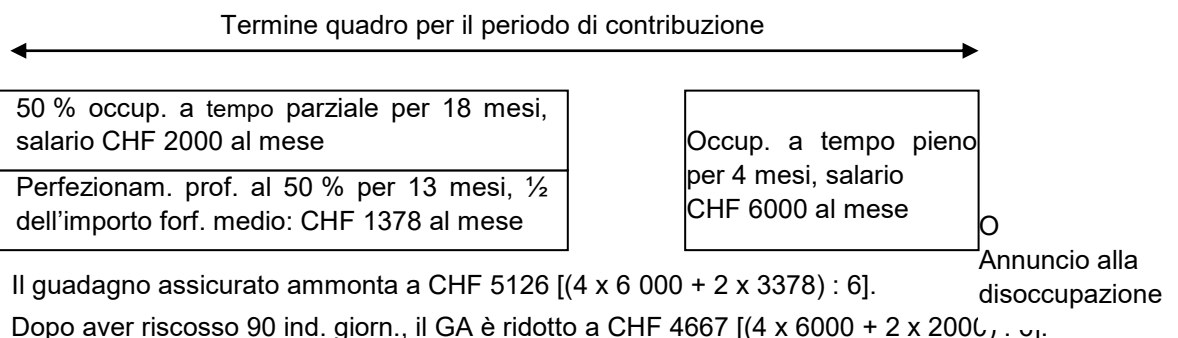 Termine quadro per il periodo di contribuzione
50 % occup. a tempo parziale per 18 mesi,
salario CHF 2000 al mese
Perfezionam. prof. al 50 % per 13 mesi, ½
dell’importo forf. medio: CHF 1378 al mese
Occup. a tempo pieno
per 4 mesi, salario
CHF 6000 al mese
O
Annuncio alla
disoccupazione
Il guadagno assicurato ammonta a CHF 5126 [(4 x 6 000 + 2 x 3378) : 6].
Dopo aver riscosso 90 ind. giorn., il GA è ridotto a CHF 4667 [(4 x 6000 + 2 x